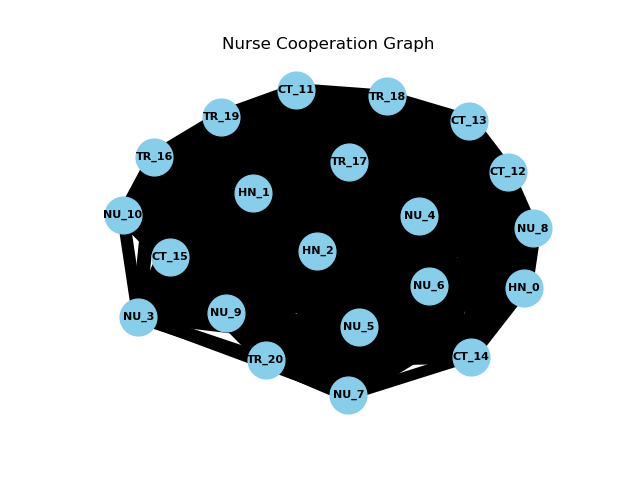 Nurse Cooperation Graph
CT_11
TR_18
TR_19
CT_13
TR_16
TR_17
CT_12
HN_1
NU_10
NU_4
NU_8
HN_2
CT_15
NU_6
HN_0
NU_9
NU_3
NU_5
CT_14
TR_20
NU_7